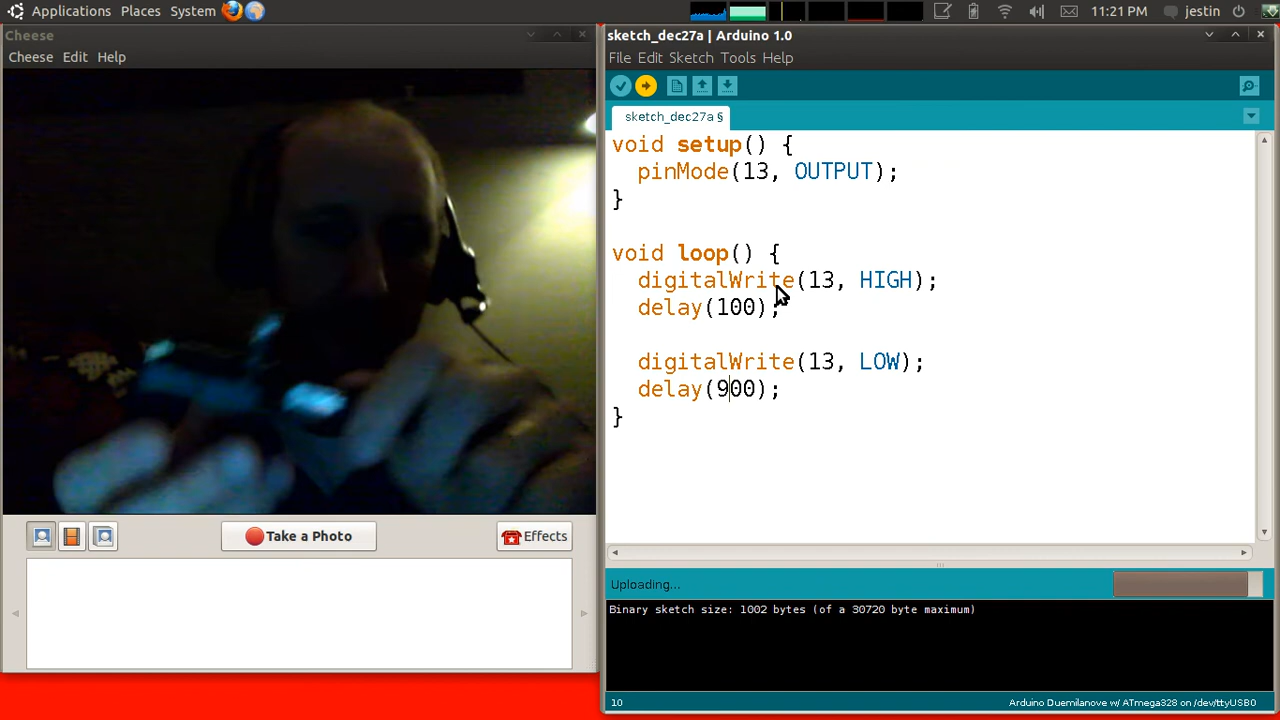 Applications Places System 11:21 PM jestin
Cheese
Cheese Edit Help
Take a Photo
Effects
sketch_dec27a | Arduino 1.0
File Edit Sketch Tools Help
sketch_dec27a §
void setup() {
pinMode(13, OUTPUT);
}
void loop() {
digitalWrite(13, HIGH);
delay(100);
digitalWrite(13, LOW);
delay(900);
}
Uploading...
Binary sketch size: 1002 bytes (of a 30720 byte maximum)
10 Arduino Duemilanove w/ ATmega328 on /dev/ttyUSB0